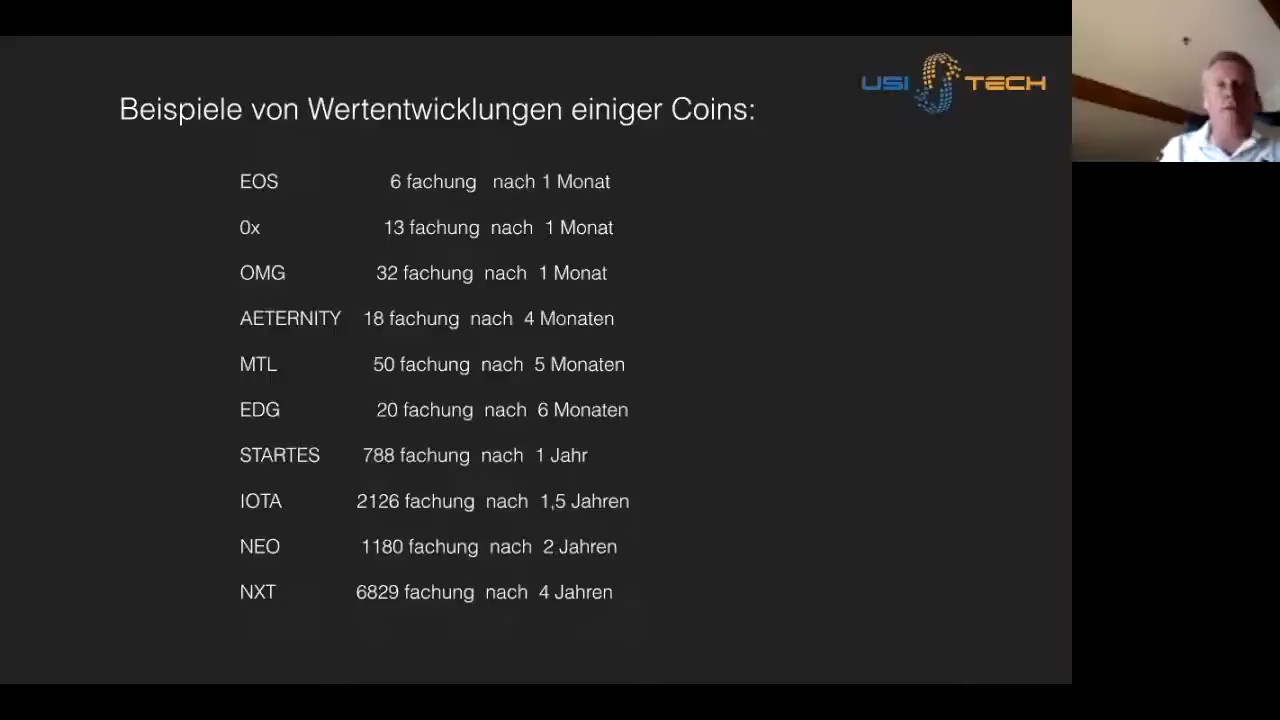 USI TECH
Beispiele von Wertentwicklungen einiger Coins:
EOS 6 fachung nach 1 Monat
0x 13 fachung nach 1 Monat
OMG 32 fachung nach 1 Monat
AETERNITY 18 fachung nach 4 Monaten
MTL 50 fachung nach 5 Monaten
EDG 20 fachung nach 6 Monaten
STARTES 788 fachung nach 1 Jahr
IOTA 2126 fachung nach 1,5 Jahren
NEO 1180 fachung nach 2 Jahren
NXT 6829 fachung nach 4 Jahren